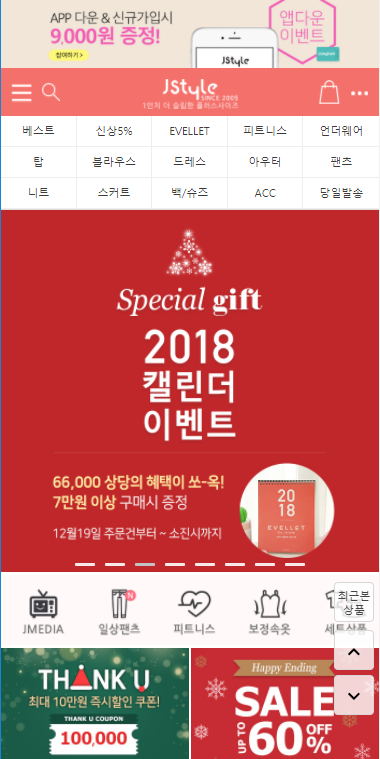 APP 다운 & 신규가입시
9,000원 증정!
참여하기 >
JStyle
앱다운
이벤트
JStyle
SINCE 2005
1인치 더 슬림한 플러스사이즈
베스트 신상5% EVELLET 피트니스 언더웨어
탑 블라우스 드레스 아우터 팬츠
니트 스커트 백/슈즈 ACC 당일발송
Special gift
2018
캘린더
이벤트
66,000 상당의 혜택이 쏘-옥!
7만원 이상 구매시 증정
12월19일 주문건부터 ~ 소진시까지
20
18
EVELLET
최근본
상품
N
JMEDIA 일상팬츠 피트니스 보정속옷 세트상품
THANK U
최대 10만원 즉시할인 쿠폰!
THANK U COUPON
100,000
Happy Ending
SALE
UP TO 60% OFF